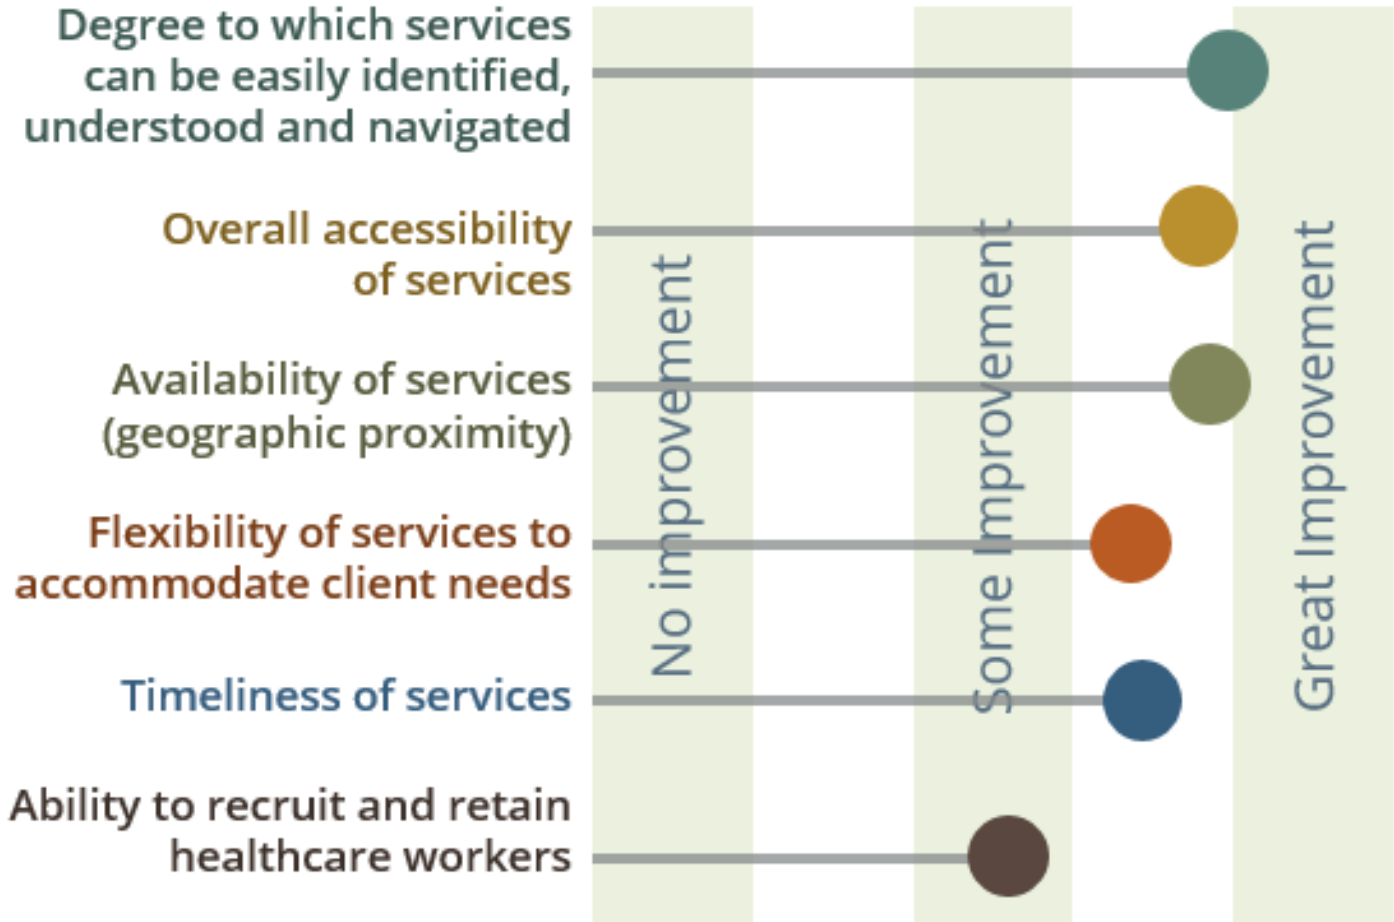 Degree to which services
can be easily identified,
understood and navigated
Overall accessibility
of services
Availability of services
(geographic proximity)
Flexibility of services to
accommodate client needs
Timeliness of services
Ability to recruit and retain
healthcare workers
No improvement
Some Improvement
Great Improvement